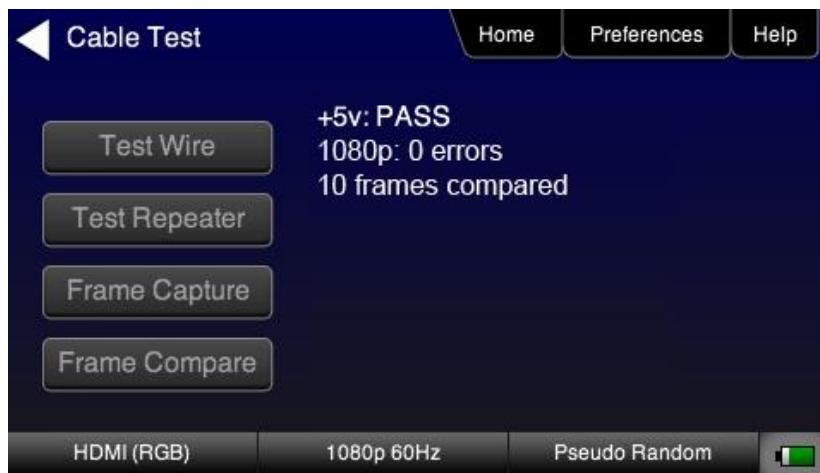 Cable Test
Home
Preferences
Help
Test Wire
Test Repeater
Frame Capture
Frame Compare
+5v: PASS
1080p: 0 errors
10 frames compared
HDMI (RGB)
1080p 60Hz
Pseudo Random